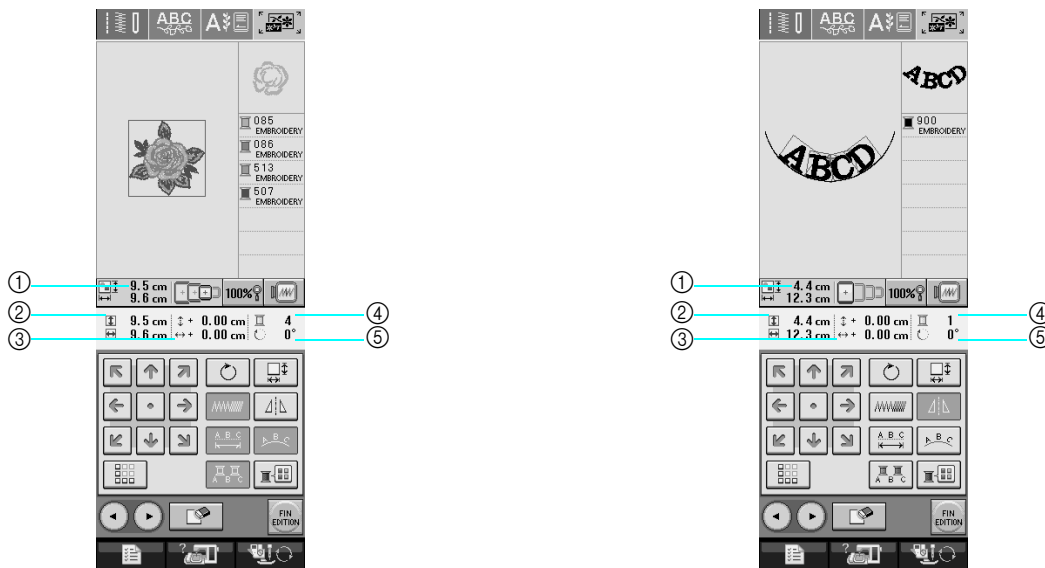 ABC
A
085
EMBROIDERY
086
EMBROIDERY
513
EMBROIDERY
507
EMBROIDERY
① 9.5 cm
9.6 cm
100%
② 9.5 cm + 0.00 cm 4 ④
③ 9.6 cm + 0.00 cm 0° ⑤
A B C
A B C
A B C
FIN
EDITION
?
ABC
A
ABCD
900
EMBROIDERY
ABCD
① 4.4 cm
12.3 cm
100%
② 4.4 cm + 0.00 cm 1 ④
③ 12.3 cm + 0.00 cm 0° ⑤
A B C
A B C
A B C
FIN
EDITION
?